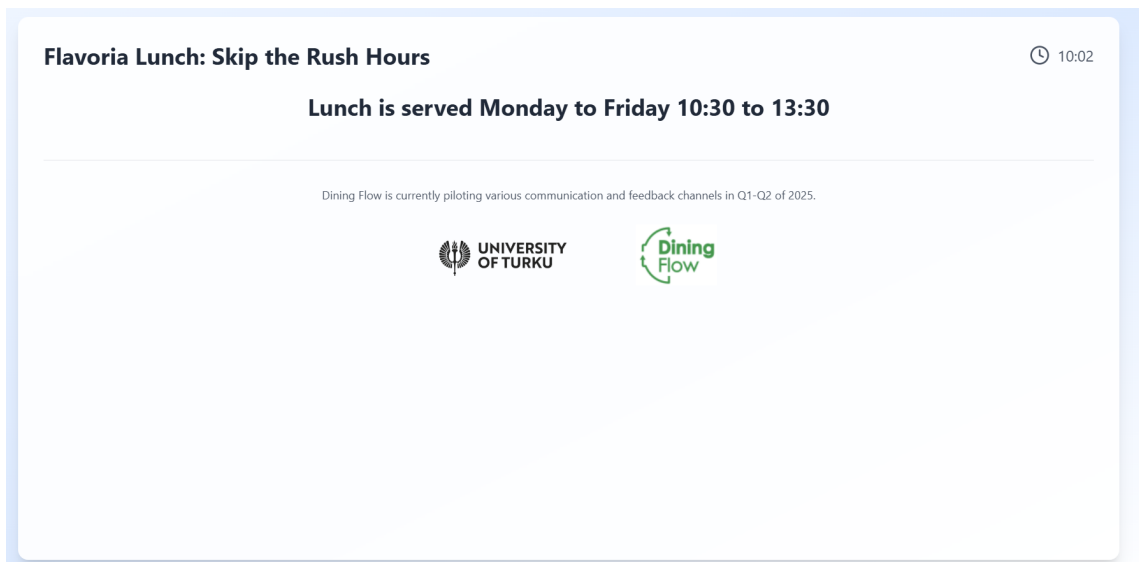 Flavoria Lunch: Skip the Rush Hours
10:02
Lunch is served Monday to Friday 10:30 to 13:30
Dining Flow is currently piloting various communication and feedback channels in Q1-Q2 of 2025.
UNIVERSITY
OF TURKU
Dining
Flow